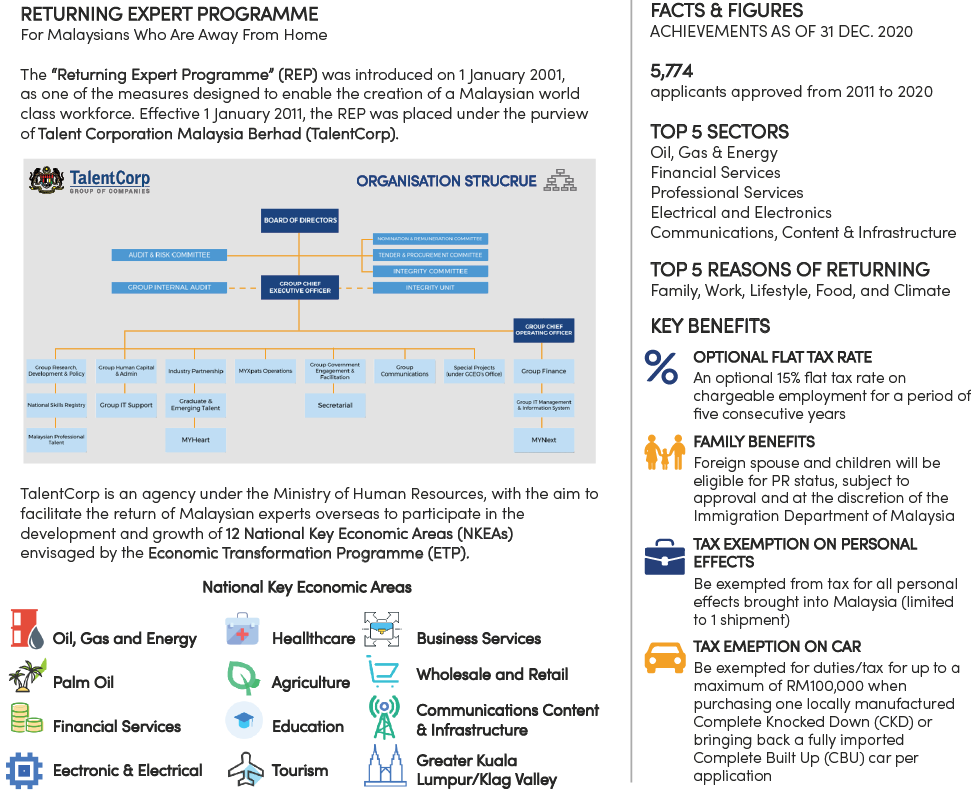 RETURNING EXPERT PROGRAMME
For Malaysians Who Are Away From Home
The "Returning Expert Programme" (REP) was introduced on 1 January 2001,
as one of the measures designed to enable the creation of a Malaysian world
class workforce. Effective 1 January 2011, the REP was placed under the purview
of Talent Corporation Malaysia Berhad (TalentCorp).
TalentCorp
GROUP OF COMPANIES
ORGANISATION STRUCRUE
BOARD OF DIRECTORS
NOMINATION & REMUNERATION COMMITTEE
AUDIT & RISK COMMITTEE
TENDER & PROCUREMENT COMMITTEE
INTEGRITY COMMITTEE
GROUP INTERNAL AUDIT
GROUP CHIEF
EXECUTIVE OFFICER
INTEGRITY UNIT
GROUP CHIEF
OPERATING OFFICER
Group Research,
Development & Policy
Group Human Capital
& Admin
Industry Partnership
MYXpats Operations
Group Government
Engagement &
Facilitation
Group
Communications
Special Projects
(under GCEO's Office)
Group Finance
National Skills Registry
Group IT Support
Graduate &
Emerging Talent
Secretarial
Group IT Management
& Information System
Malaysian Professional
Talent
MYHeart
MYNext
TalentCorp is an agency under the Ministry of Human Resources, with the aim to
facilitate the return of Malaysian experts overseas to participate in the
development and growth of 12 National Key Economic Areas (NKEAs)
envisaged by the Economic Transformation Programme (ETP).
National Key Economic Areas
Oil, Gas and Energy
Heallthcare
Business Services
Palm Oil
Agriculture
Wholesale and Retail
Financial Services
Education
Communications Content
& Infrastructure
Eectronic & Electrical
Tourism
Greater Kuala
Lumpur/Klag Valley
FACTS & FIGURES
ACHIEVEMENTS AS OF 31 DEC. 2020
5,774
applicants approved from 2011 to 2020
TOP 5 SECTORS
Oil, Gas & Energy
Financial Services
Professional Services
Electrical and Electronics
Communications, Content & Infrastructure
TOP 5 REASONS OF RETURNING
Family, Work, Lifestyle, Food, and Climate
KEY BENEFITS
%
OPTIONAL FLAT TAX RATE
An optional 15% flat tax rate on
chargeable employment for a period of
five consecutive years
FAMILY BENEFITS
Foreign spouse and children will be
eligible for PR status, subject to
approval and at the discretion of the
Immigration Department of Malaysia
TAX EXEMPTION ON PERSONAL
EFFECTS
Be exempted from tax for all personal
effects brought into Malaysia (limited
to 1 shipment)
TAX EMEPTION ON CAR
Be exempted for duties/tax for up to a
maximum of RM100,000 when
purchasing one locally manufactured
Complete Knocked Down (CKD) or
bringing back a fully imported
Complete Built Up (CBU) car per
application